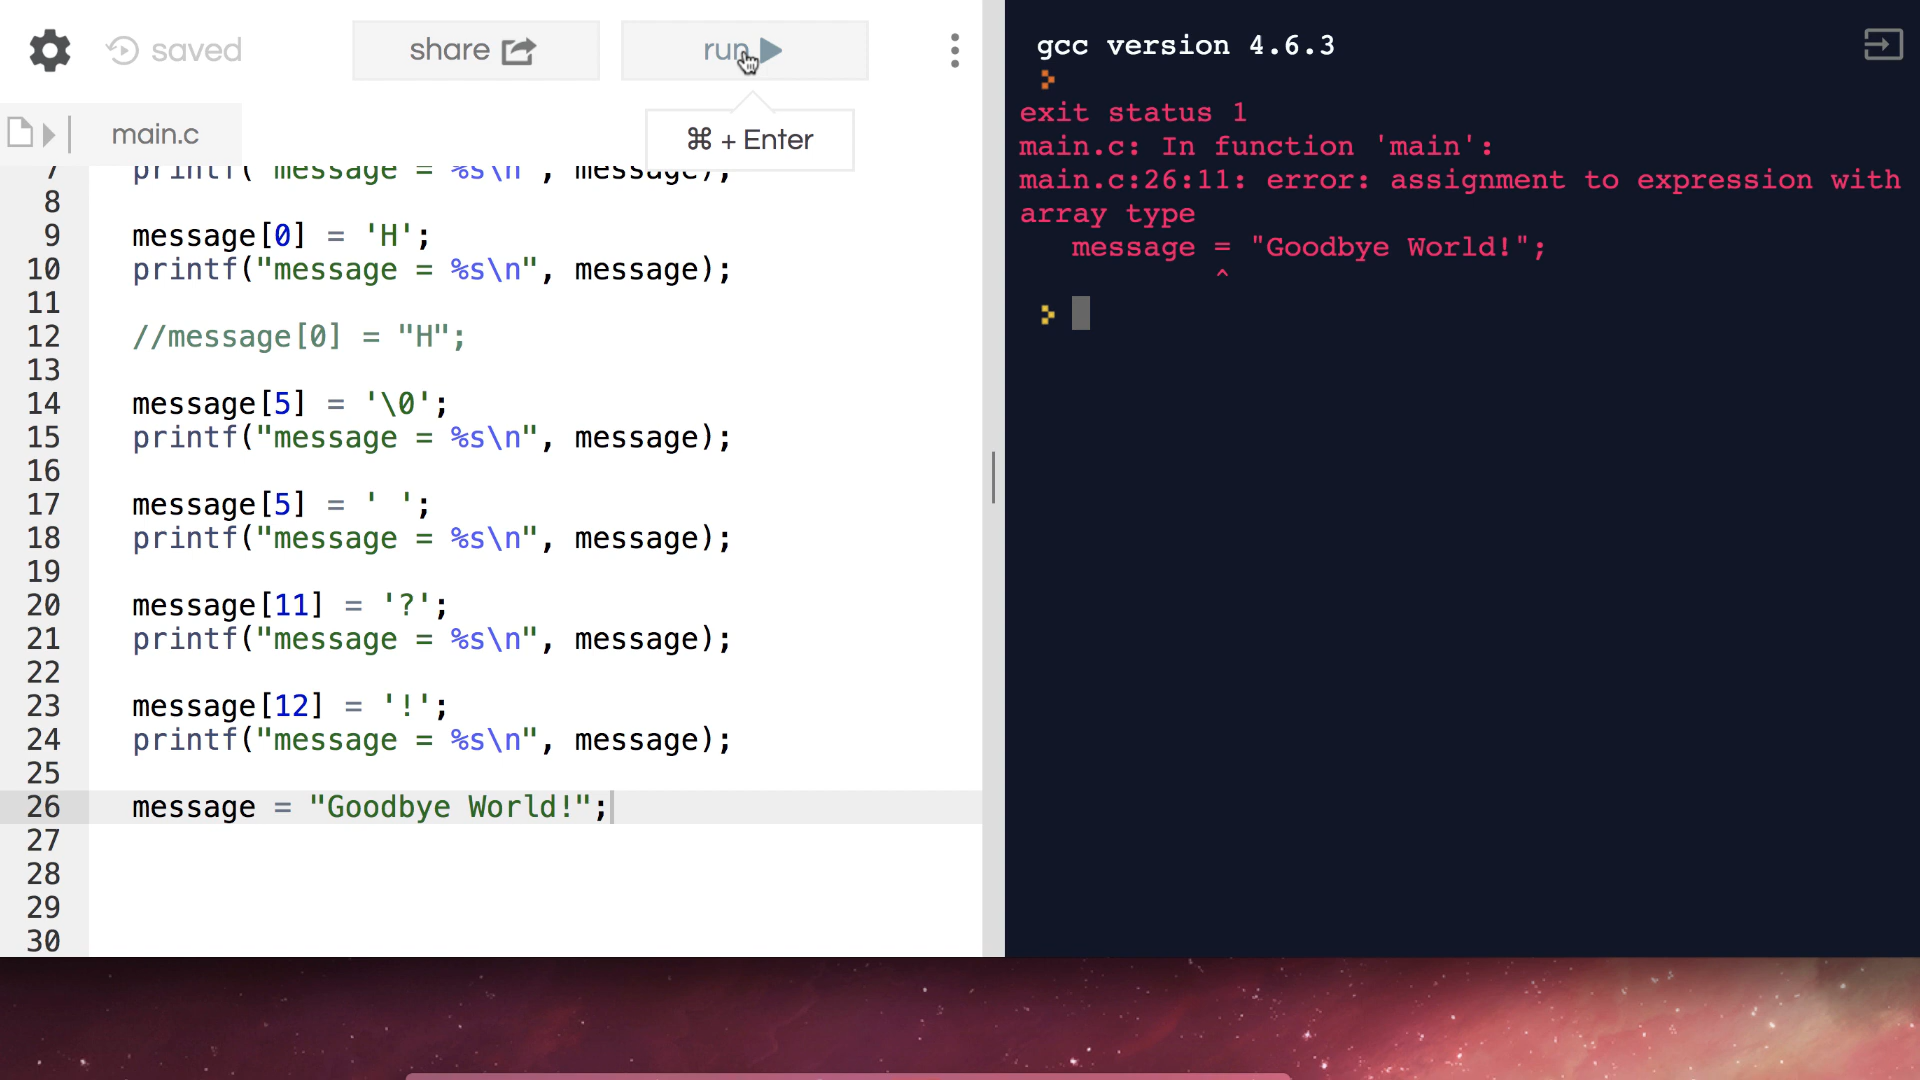 saved
share
run
⌘ + Enter
main.c
7 printf("message = %s\n", message);
8
9 message[0] = 'H';
10 printf("message = %s\n", message);
11
12 //message[0] = "H";
13
14 message[5] = '\0';
15 printf("message = %s\n", message);
16
17 message[5] = ' ';
18 printf("message = %s\n", message);
19
20 message[11] = '?';
21 printf("message = %s\n", message);
22
23 message[12] = '!';
24 printf("message = %s\n", message);
25
26 message = "Goodbye World!";
27
28
29
30
gcc version 4.6.3
exit status 1
main.c: In function 'main':
main.c:26:11: error: assignment to expression with
array type
message = "Goodbye World!";
^